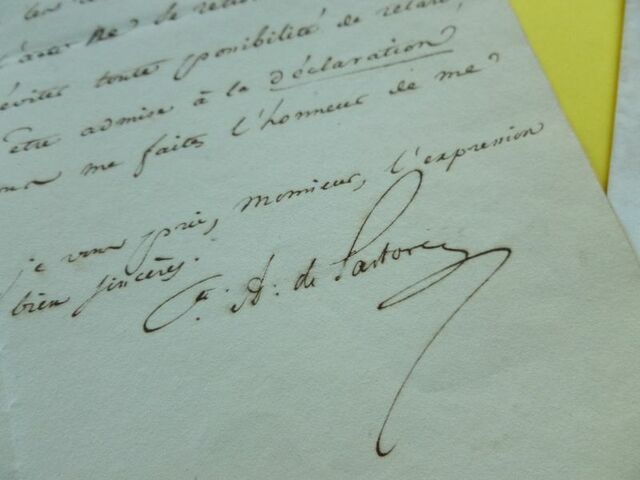 éviter toute possibilité de retard,
être admise à la déclaration
me faites l'honneur de me
je vous prie, Monsieur, l'expression
bien sincères.
A. de Pastoret